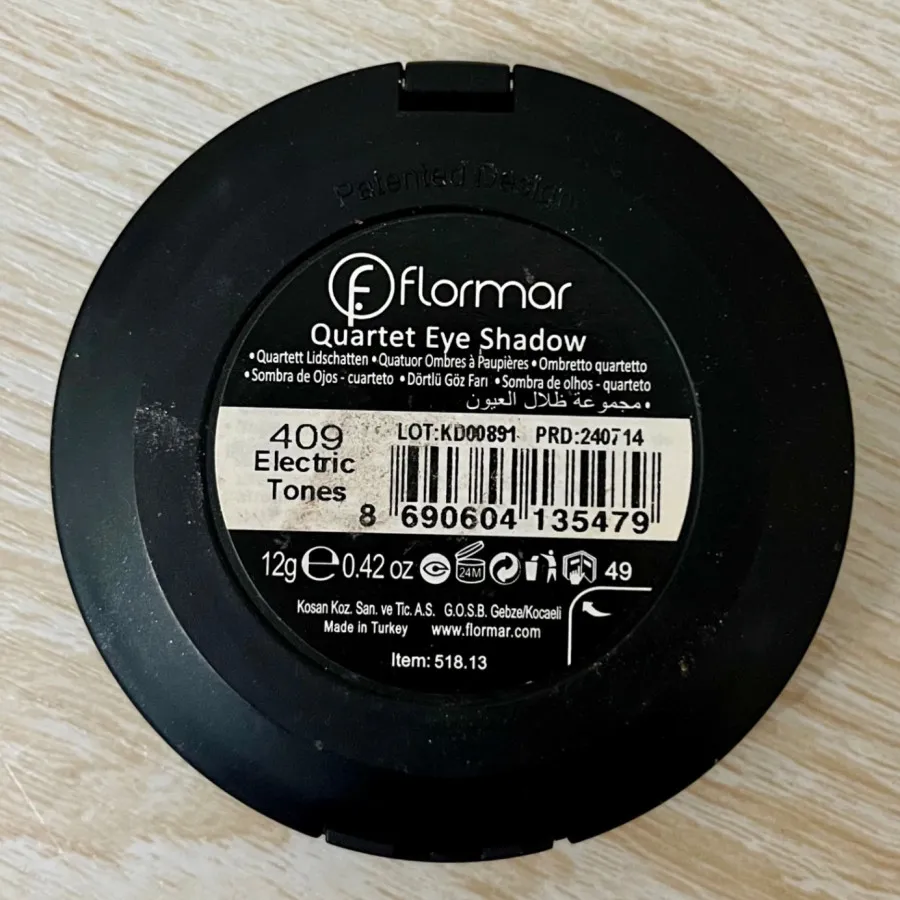 Patented Design
flormar
Quartet Eye Shadow
• Quartett Lidschatten • Quatuor Ombres à Paupières • Ombretto quartetto
• Sombra de Ojos - cuarteto • Dörtlü Göz Farı • Sombra de olhos - quarteto
• مجموعة ظلال العيون
409
Electric
Tones
LOT:KD00891 PRD:240714
8 690604 135479
12g e 0.42 oz 24M 49
Kosan Koz. San. ve Tic. A.S. G.O.S.B. Gebze/Kocaeli
Made in Turkey www.flormar.com
Item: 518.13